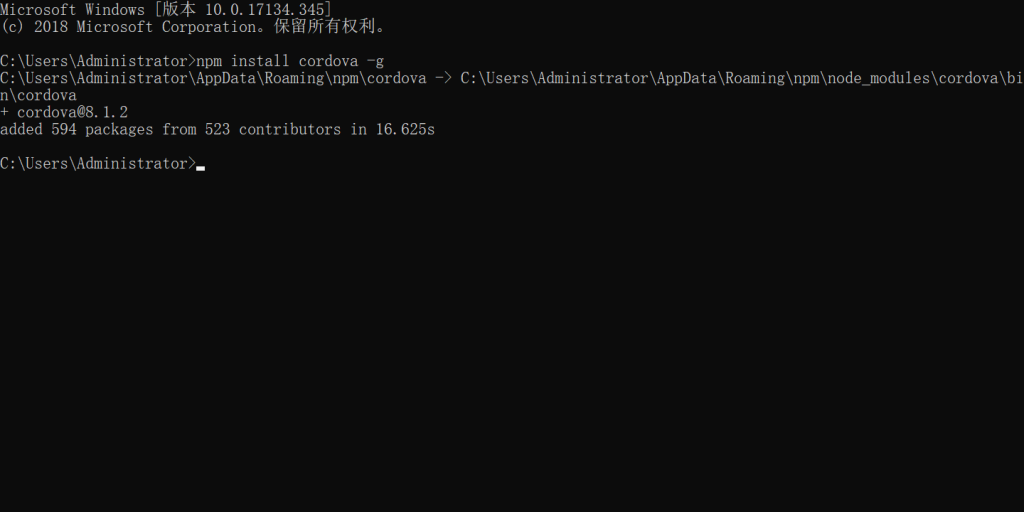 Microsoft Windows [版本 10.0.17134.345]
(c) 2018 Microsoft Corporation。保留所有权利。
C:\Users\Administrator>npm install cordova -g
C:\Users\Administrator\AppData\Roaming\npm\cordova -> C:\Users\Administrator\AppData\Roaming\npm\node_modules\cordova\bi
n\cordova
+ cordova@8.1.2
added 594 packages from 523 contributors in 16.625s
C:\Users\Administrator>